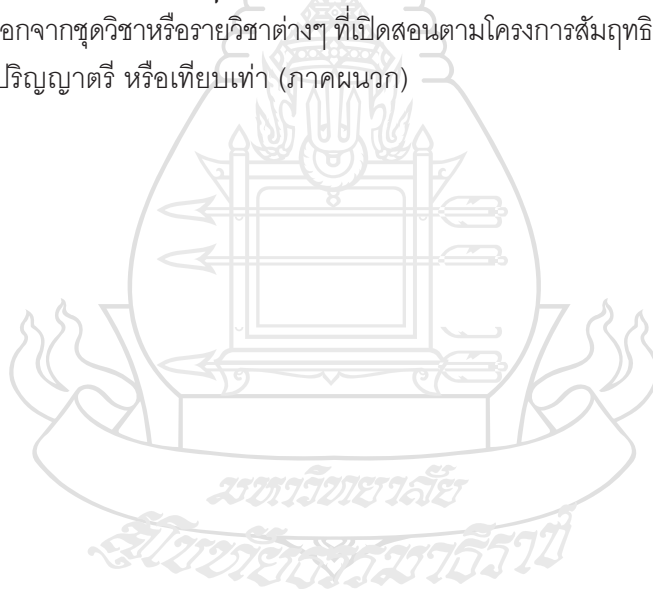 อกจากชุดวิชาหรือรายวิชาต่างๆ ที่เปิดสอนตามโครงการสัมฤทธิ
ปริญญาตรี หรือเทียบเท่า (ภาคผนวก)
มหาวิทยาลัย
สุโขทัยธรรมาธิราช